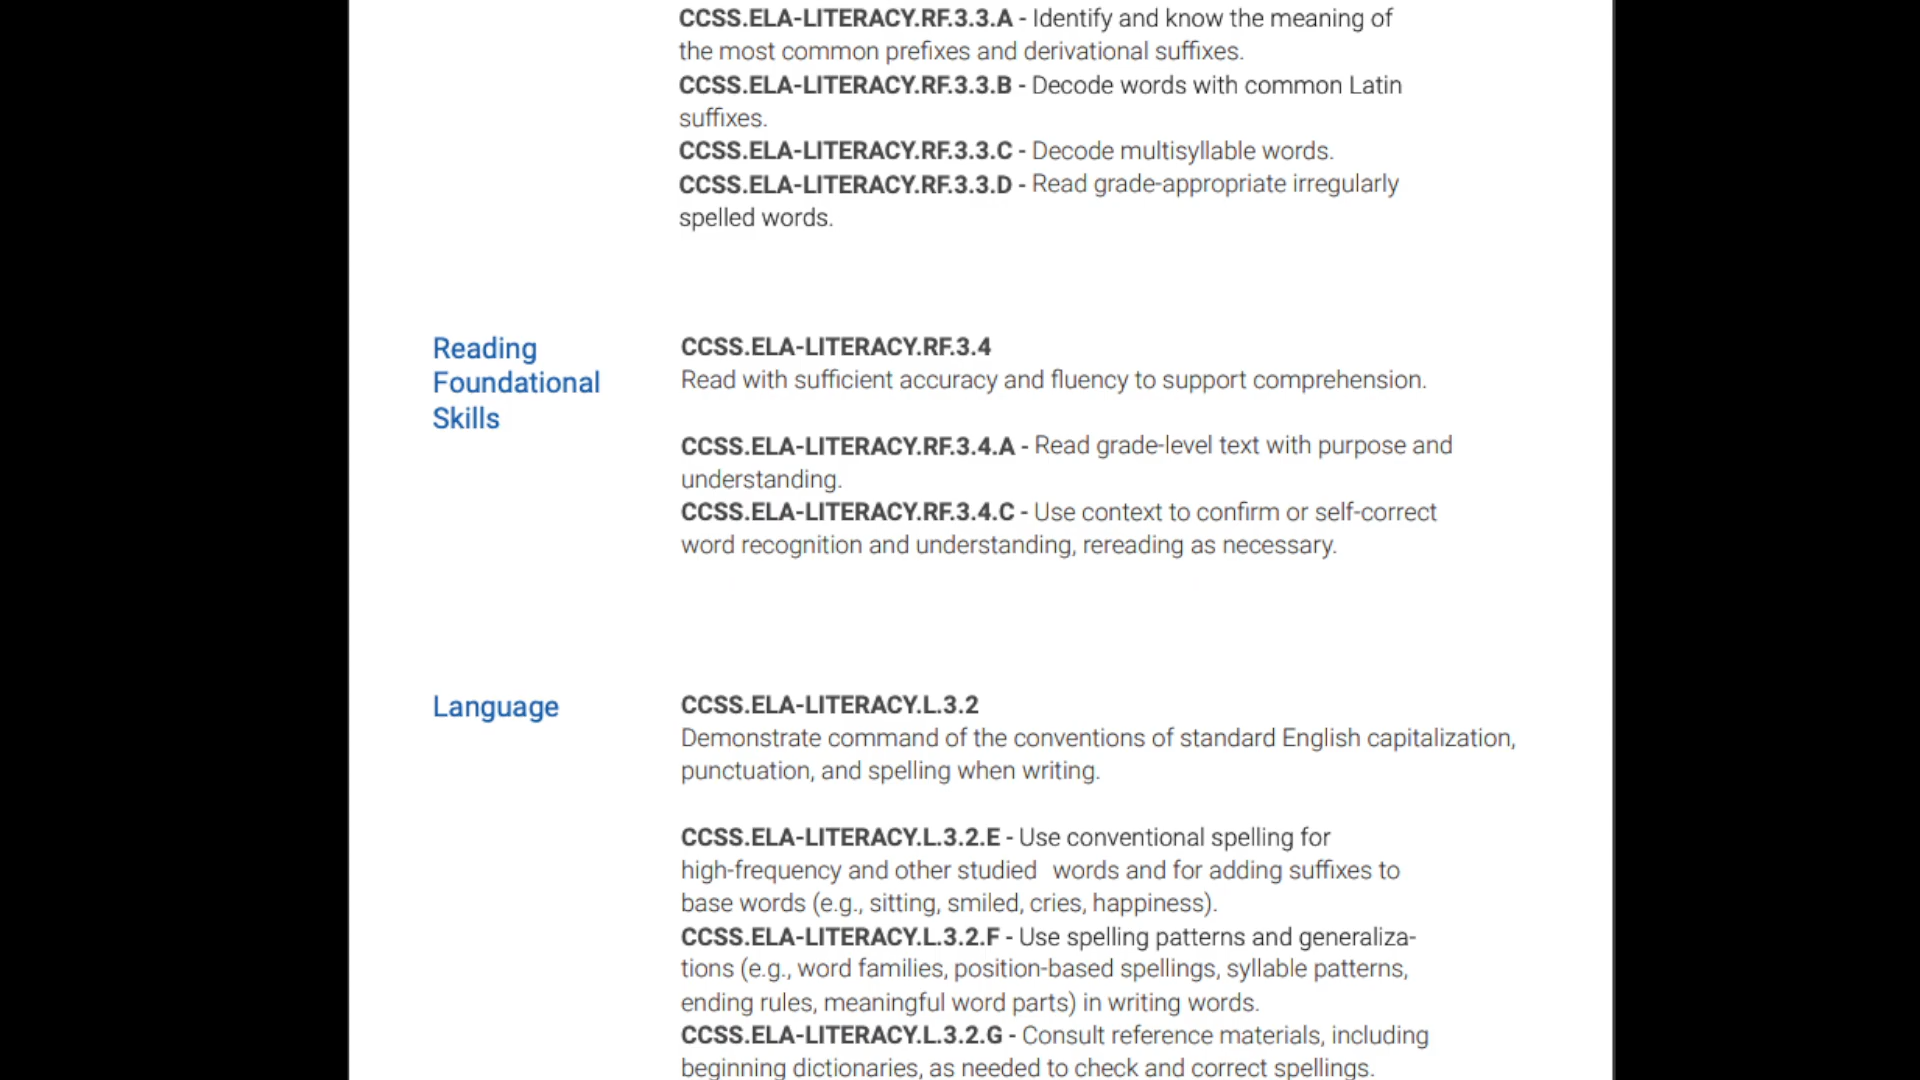 CCSS.ELA-LITERACY.RF.3.3.A - Identify and know the meaning of
the most common prefixes and derivational suffixes.
CCSS.ELA-LITERACY.RF.3.3.B - Decode words with common Latin
suffixes.
CCSS.ELA-LITERACY.RF.3.3.C - Decode multisyllable words.
CCSS.ELA-LITERACY.RF.3.3.D - Read grade-appropriate irregularly
spelled words.
Reading
Foundational
Skills
CCSS.ELA-LITERACY.RF.3.4
Read with sufficient accuracy and fluency to support comprehension.
CCSS.ELA-LITERACY.RF.3.4.A - Read grade-level text with purpose and
understanding.
CCSS.ELA-LITERACY.RF.3.4.C - Use context to confirm or self-correct
word recognition and understanding, rereading as necessary.
Language
CCSS.ELA-LITERACY.L.3.2
Demonstrate command of the conventions of standard English capitalization,
punctuation, and spelling when writing.
CCSS.ELA-LITERACY.L.3.2.E - Use conventional spelling for
high-frequency and other studied words and for adding suffixes to
base words (e.g., sitting, smiled, cries, happiness).
CCSS.ELA-LITERACY.L.3.2.F - Use spelling patterns and generaliza-
tions (e.g., word families, position-based spellings, syllable patterns,
ending rules, meaningful word parts) in writing words.
CCSS.ELA-LITERACY.L.3.2.G - Consult reference materials, including
beginning dictionaries, as needed to check and correct spellings.